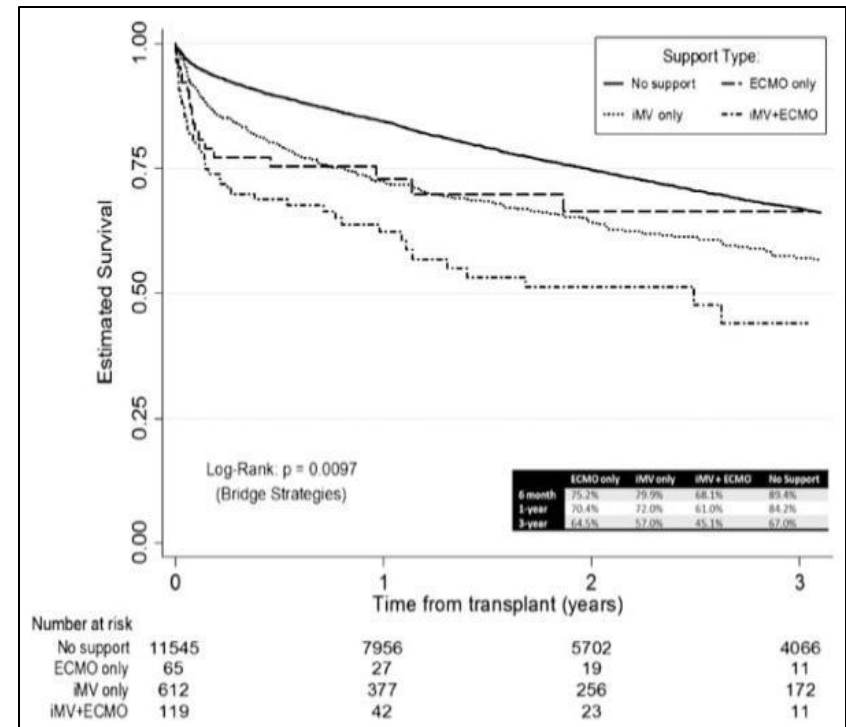 Support Type:
No support
ECMO only
iMV only
iMV+ECMO
1.00
0.75
0.50
0.25
0.00
Estimated Survival
Log-Rank: p = 0.0097
(Bridge Strategies)
ECMO only iMV only iMV + ECMO No Support
6 month 75.2% 79.9% 68.1% 89.4%
1-year 70.4% 72.0% 61.0% 84.2%
3-year 64.5% 57.0% 45.1% 67.0%
0 1 2 3
Time from transplant (years)
Number at risk
No support 11545 7956 5702 4066
ECMO only 65 27 19 11
iMV only 612 377 256 172
iMV+ECMO 119 42 23 11